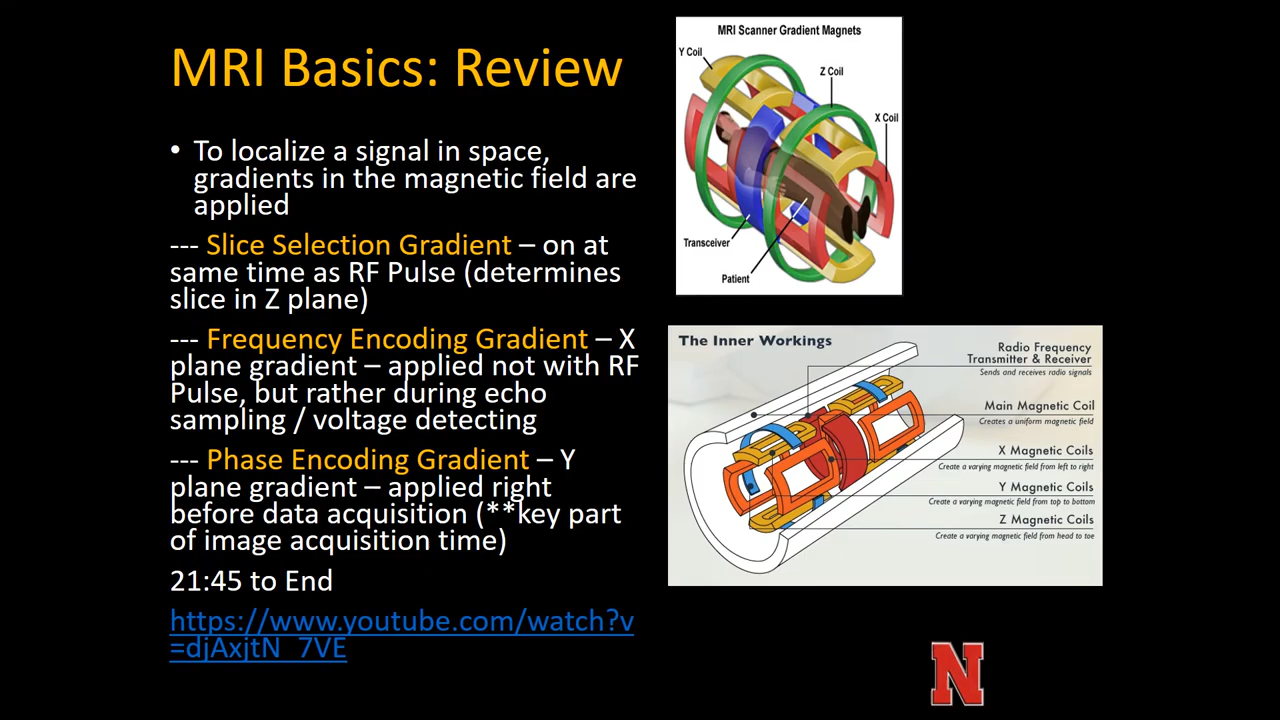 MRI Basics: Review
• To localize a signal in space,
gradients in the magnetic field are
applied
--- Slice Selection Gradient – on at
same time as RF Pulse (determines
slice in Z plane)
--- Frequency Encoding Gradient – X
plane gradient – applied not with RF
Pulse, but rather during echo
sampling / voltage detecting
--- Phase Encoding Gradient – Y
plane gradient – applied right
before data acquisition (**key part
of image acquisition time)
21:45 to End
https://www.youtube.com/watch?v
=djAxjtN_7VE
MRI Scanner Gradient Magnets
Y Coil
Z Coil
X Coil
Transceiver
Patient
The Inner Workings
Radio Frequency
Transmitter & Receiver
Sends and receives radio signals
Main Magnetic Coil
Creates a uniform magnetic field
X Magnetic Coils
Create a varying magnetic field from left to right
Y Magnetic Coils
Create a varying magnetic field from top to bottom
Z Magnetic Coils
Create a varying magnetic field from head to toe
N